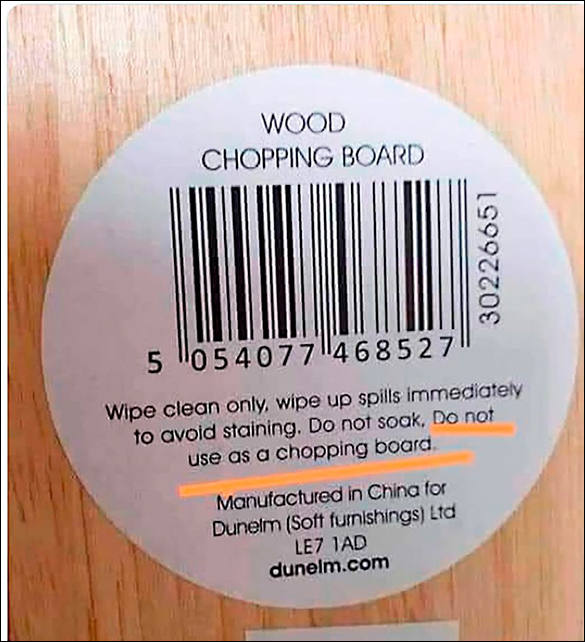 WOOD
CHOPPING BOARD
30226651
5 054077 468527
Wipe clean only, wipe up spills immediately
to avoid staining. Do not soak, Do not
use as a chopping board.
Manufactured in China for
Dunelm (Soft furnishings) Ltd
LE7 1AD
dunelm.com